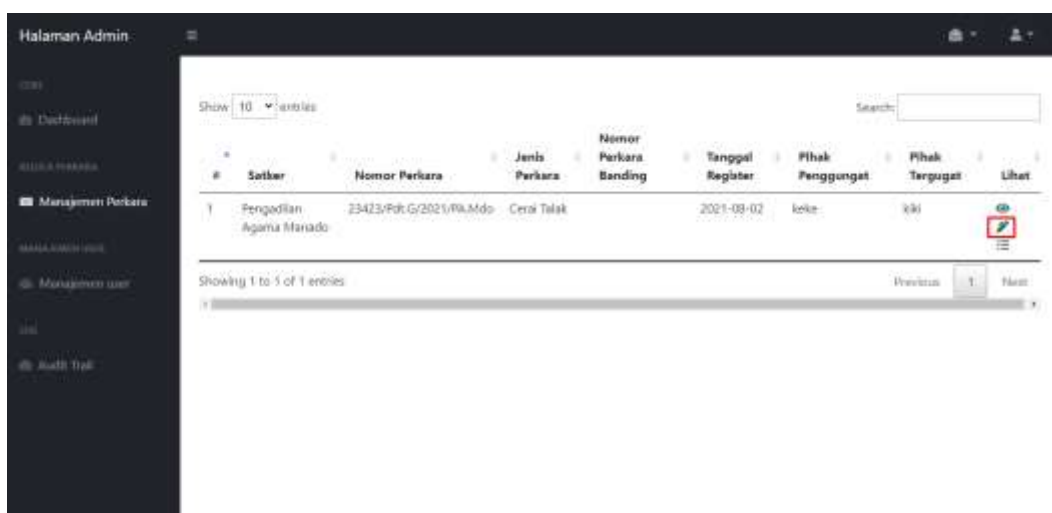 Halaman Admin
CORE
Dashboard
Manajemen Perkara
Manajemen user
Audit Trail
Show 10 entries
Search:
# Satker Nomor Perkara Jenis Perkara Nomor Perkara Banding Tanggal Register Pihak Penggungat Pihak Tergugat Lihat
1 Pengadilan Agama Manado 23423/Pdt.G/2021/PA.Mdo Cerai Talak 2021-08-02 keke kiki
Showing 1 to 1 of 1 entries
Previous 1 Next